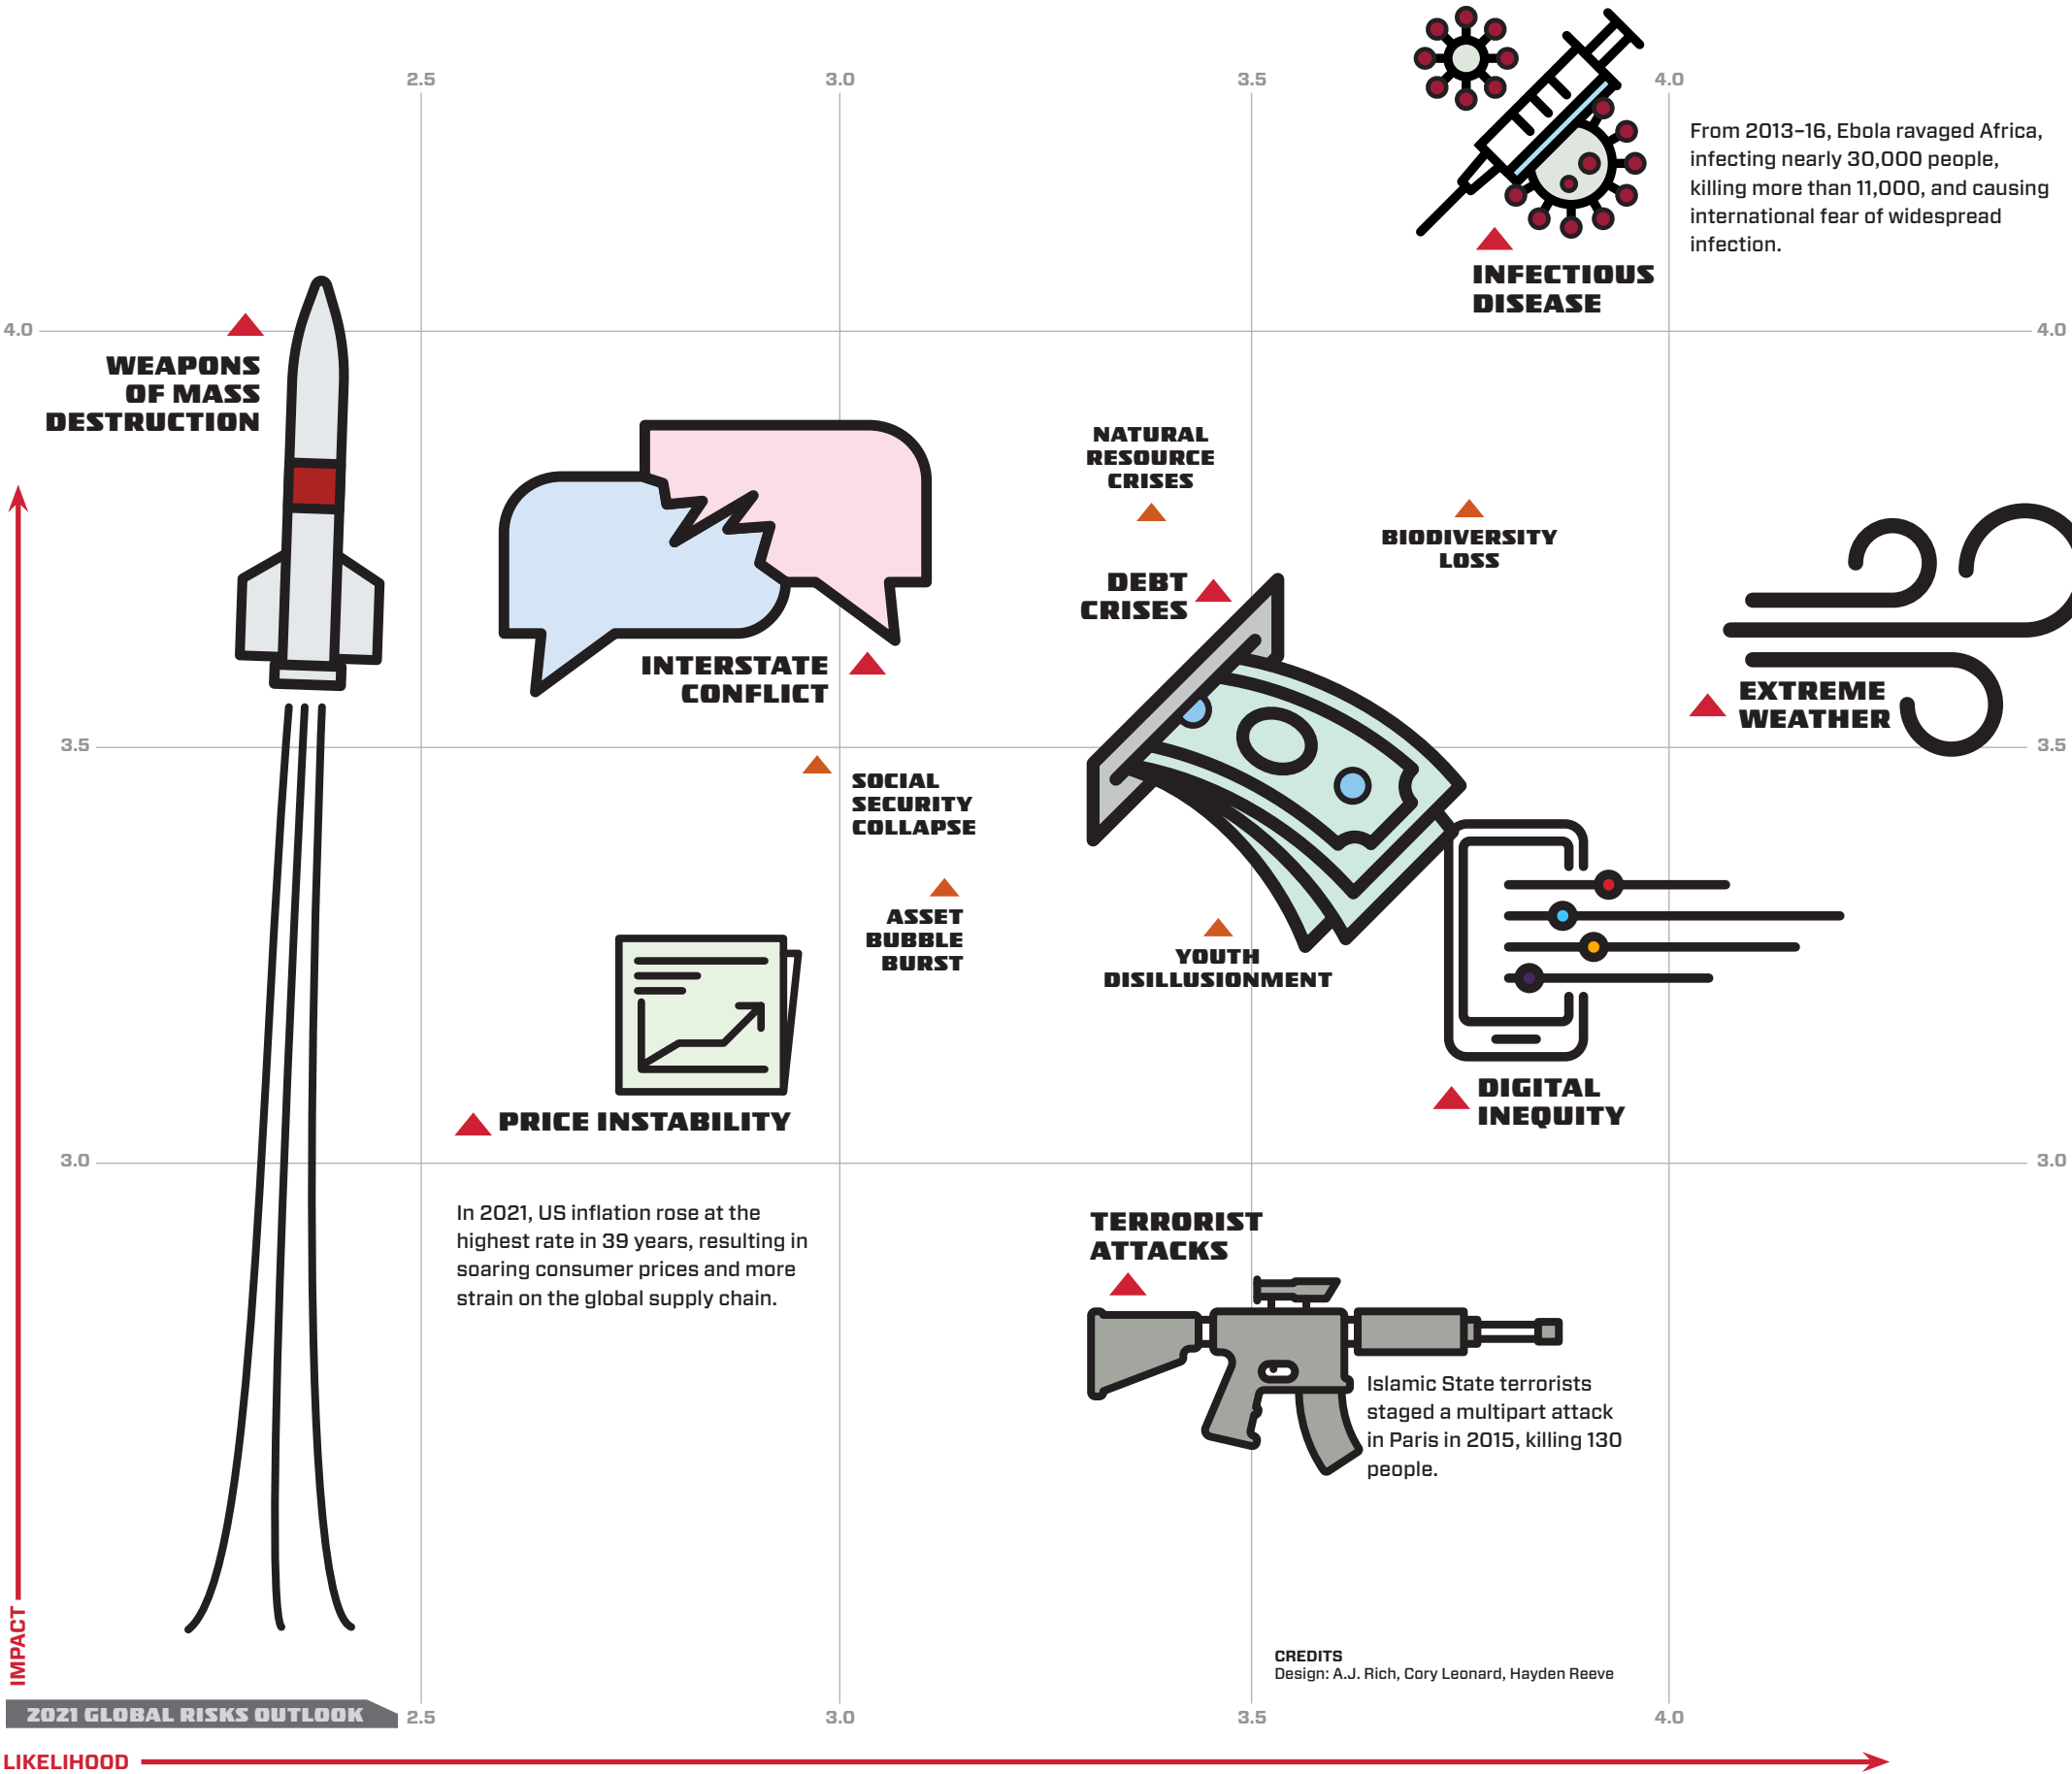 2.5
3.0
3.5
4.0
From 2013–16, Ebola ravaged Africa,
infecting nearly 30,000 people,
killing more than 11,000, and causing
international fear of widespread
infection.
INFECTIOUS
DISEASE
4.0
4.0
WEAPONS
OF MASS
DESTRUCTION
NATURAL
RESOURCE
CRISES
BIODIVERSITY
LOSS
DEBT
CRISES
INTERSTATE
CONFLICT
EXTREME
WEATHER
3.5
3.5
SOCIAL
SECURITY
COLLAPSE
ASSET
BUBBLE
BURST
YOUTH
DISILLUSIONMENT
PRICE INSTABILITY
DIGITAL
INEQUITY
3.0
3.0
In 2021, US inflation rose at the
highest rate in 39 years, resulting in
soaring consumer prices and more
strain on the global supply chain.
TERRORIST
ATTACKS
Islamic State terrorists
staged a multipart attack
in Paris in 2015, killing 130
people.
IMPACT
CREDITS
Design: A.J. Rich, Cory Leonard, Hayden Reeve
2021 GLOBAL RISKS OUTLOOK
2.5
3.0
3.5
4.0
LIKELIHOOD